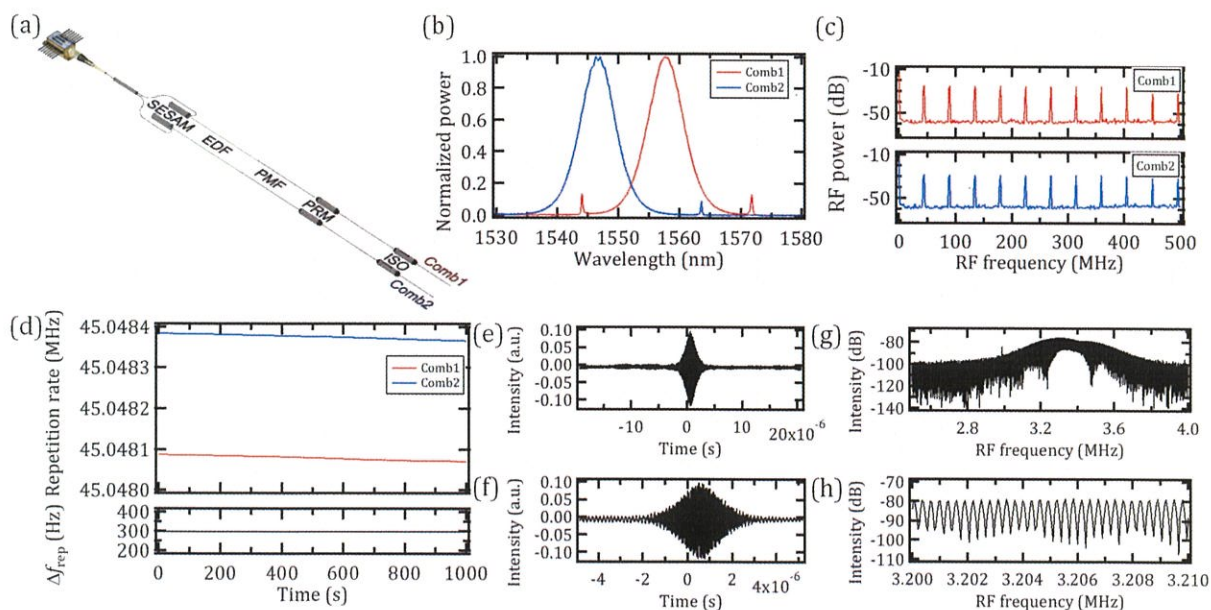 (a)
SESAM
EDF
PMF
PRM
ISO
Comb1
Comb2
(b)
Normalized power
1.0
0.8
0.6
0.4
0.2
0.0
Comb1
Comb2
1530 1540 1550 1560 1570 1580
Wavelength (nm)
(c)
RF power (dB)
-10
-50
Comb1
-10
-50
Comb2
0 100 200 300 400 500
RF frequency (MHz)
(d)
Repetition rate (MHz)
45.0484
45.0483
45.0482
45.0481
45.0480
Comb1
Comb2
Δfrep (Hz)
400
300
200
0 200 400 600 800 1000
Time (s)
(e)
Intensity (a.u.)
0.10
0.05
0.00
-0.05
-0.10
-10 0 10 20x10-6
Time (s)
(f)
Intensity (a.u.)
0.10
0.05
0.00
-0.05
-0.10
-4 -2 0 2 4x10-6
Time (s)
(g)
Intensity (dB)
-80
-100
-120
-140
2.8 3.2 3.6 4.0
RF frequency (MHz)
(h)
Intensity (dB)
-70
-80
-90
-100
-110
3.200 3.202 3.204 3.206 3.208 3.210
RF frequency (MHz)